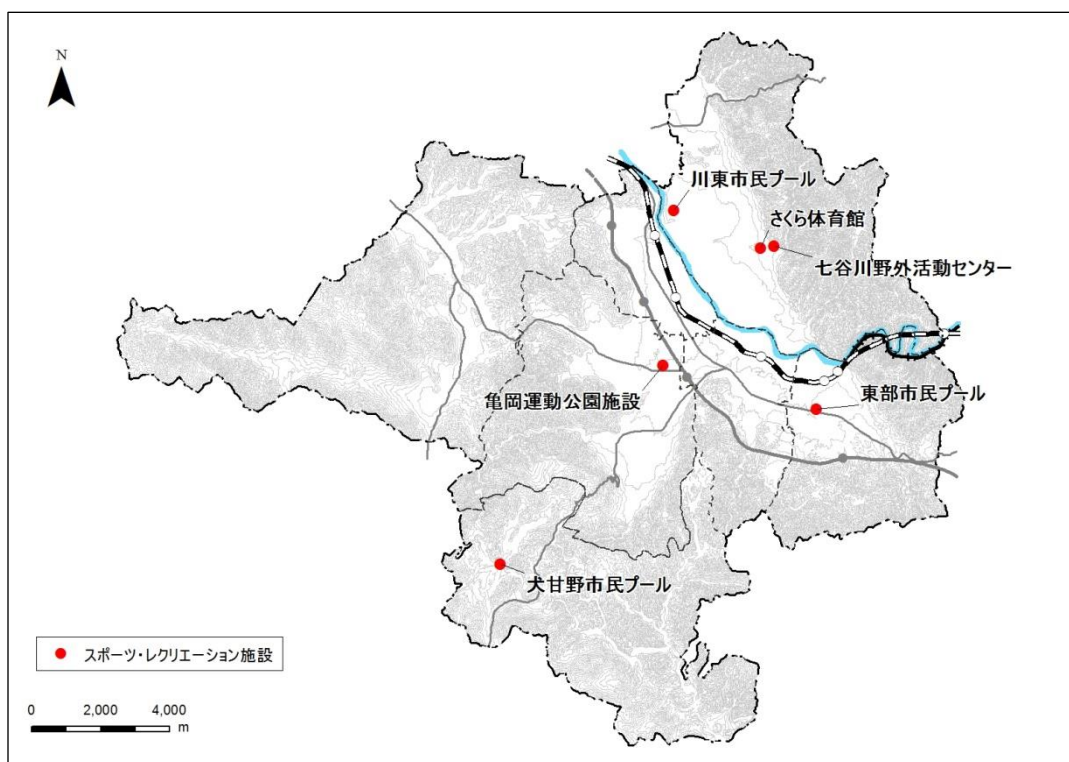 N
川東市民プール
さくら体育館
七谷川野外活動センター
亀岡運動公園施設
東部市民プール
犬甘野市民プール
スポーツ・レクリエーション施設
0 2,000 4,000
m